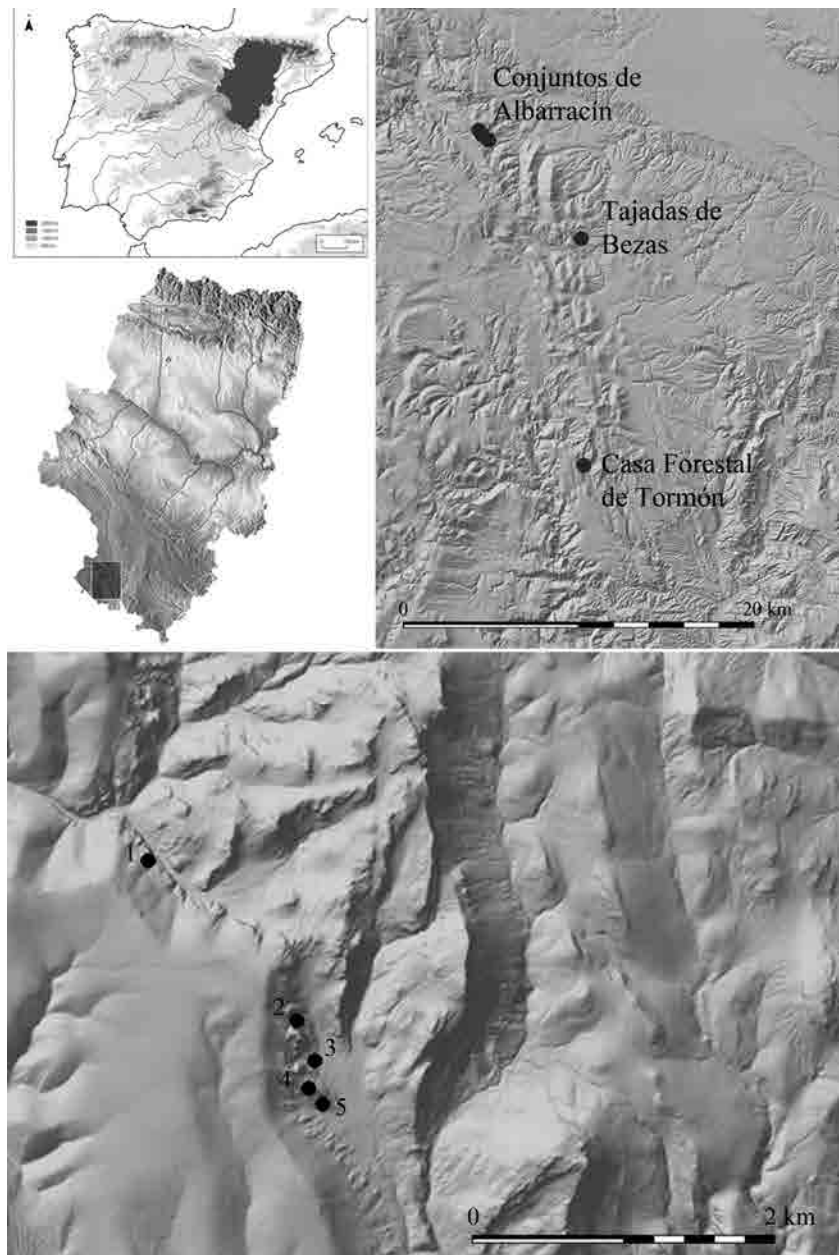 Conjuntos de
Albarracín
Tajadas de
Bezas
Casa Forestal
de Tormón
0 20 km
1
2
3
4
5
0 2 km